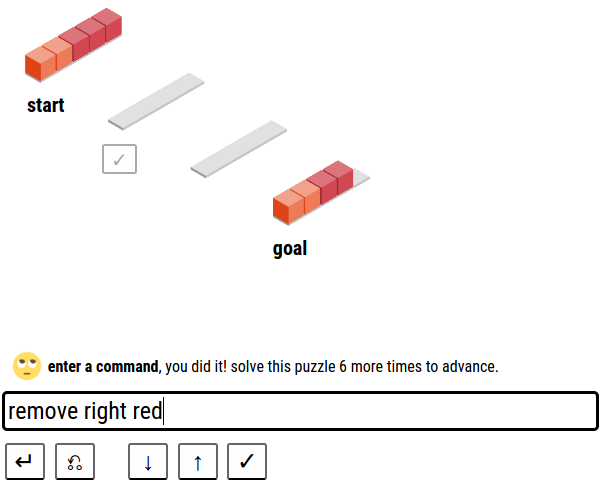 start
goal
enter a command, you did it! solve this puzzle 6 more times to advance.
remove right red